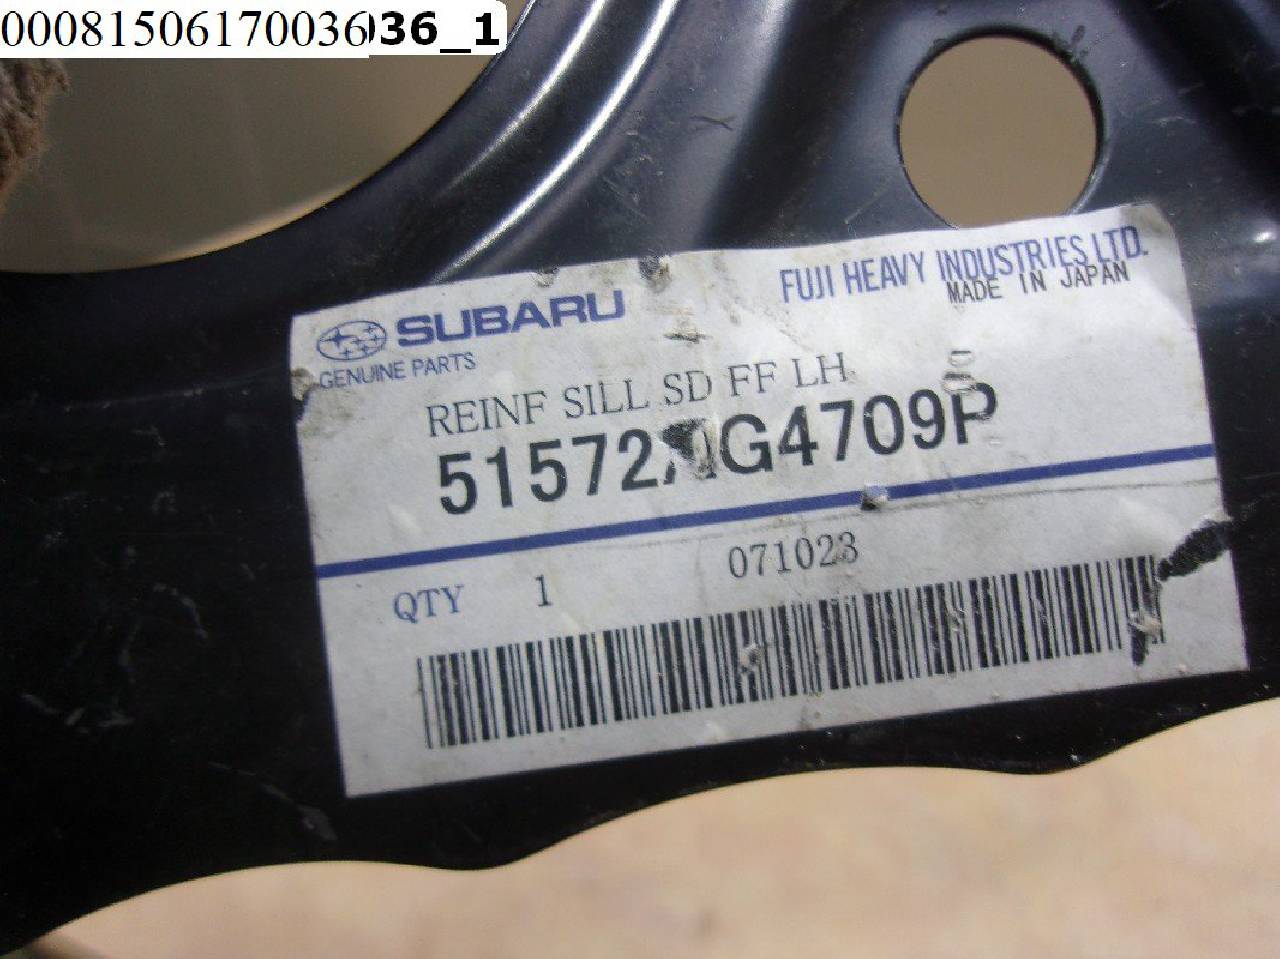 00081506170036036_1
SUBARU
GENUINE PARTS
FUJI HEAVY INDUSTRIES LTD.
MADE IN JAPAN
REINF SILL SD FF LH
51572AG4709P
QTY 1
071023